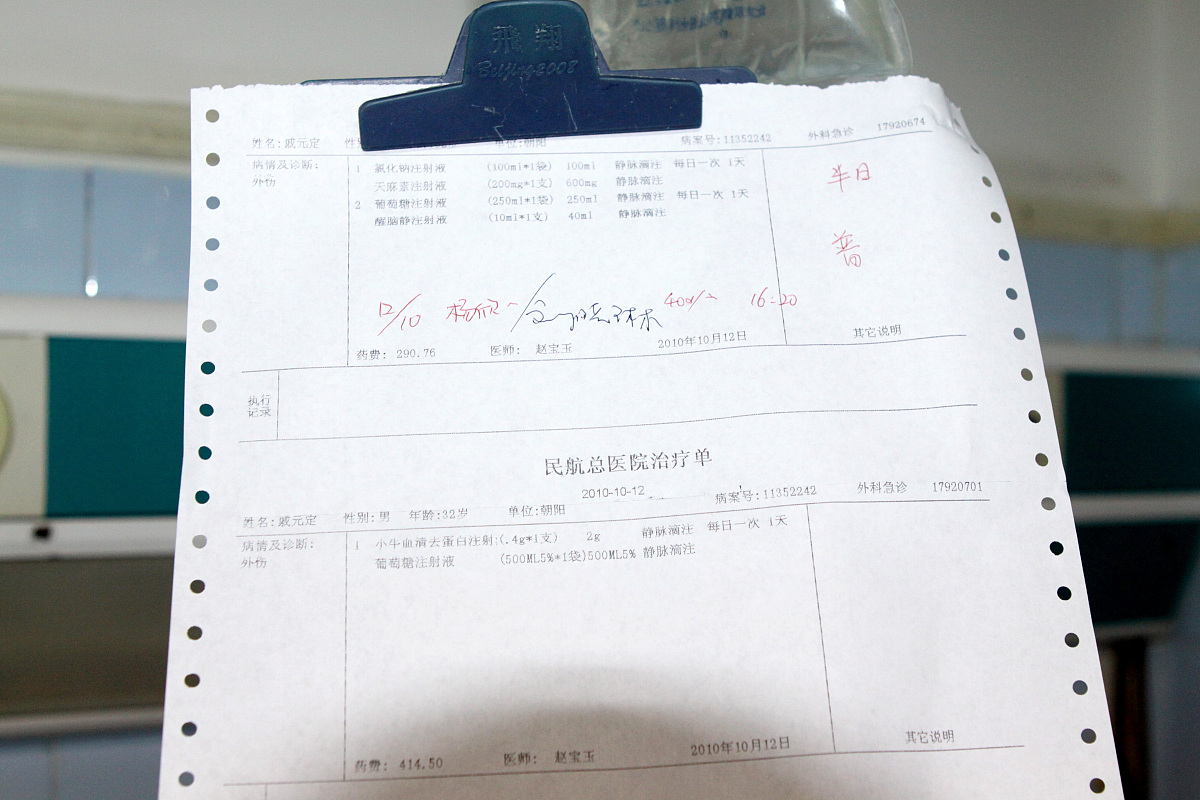 飛翔
Beijing2008
姓名:戚元定 单位:朝阳 病案号:11352242 外科急诊 17920674
病情及诊断:
外伤
1 氯化钠注射液 (100ml*1袋) 100ml 静脉滴注 每日一次 1天
天麻素注射液 (200mg*1支) 600mg 静脉滴注
2 葡萄糖注射液 (250ml*1袋) 250ml 静脉滴注 每日一次 1天
醒脑静注射液 (10ml*1支) 40ml 静脉滴注
半日
普
12/10 杨欣 16:20
药费: 290.76 医师: 赵宝玉 2010年10月12日 其它说明
执行
记录
民航总医院治疗单
2010-10-12
姓名:戚元定 性别:男 年龄:32岁 单位:朝阳 病案号:11352242 外科急诊 17920701
病情及诊断:
外伤
1 小牛血清去蛋白注射:(.4g*1支) 2g 静脉滴注 每日一次 1天
葡萄糖注射液 (500ML5%*1袋)500ML5% 静脉滴注
药费: 414.50 医师: 赵宝玉 2010年10月12日 其它说明